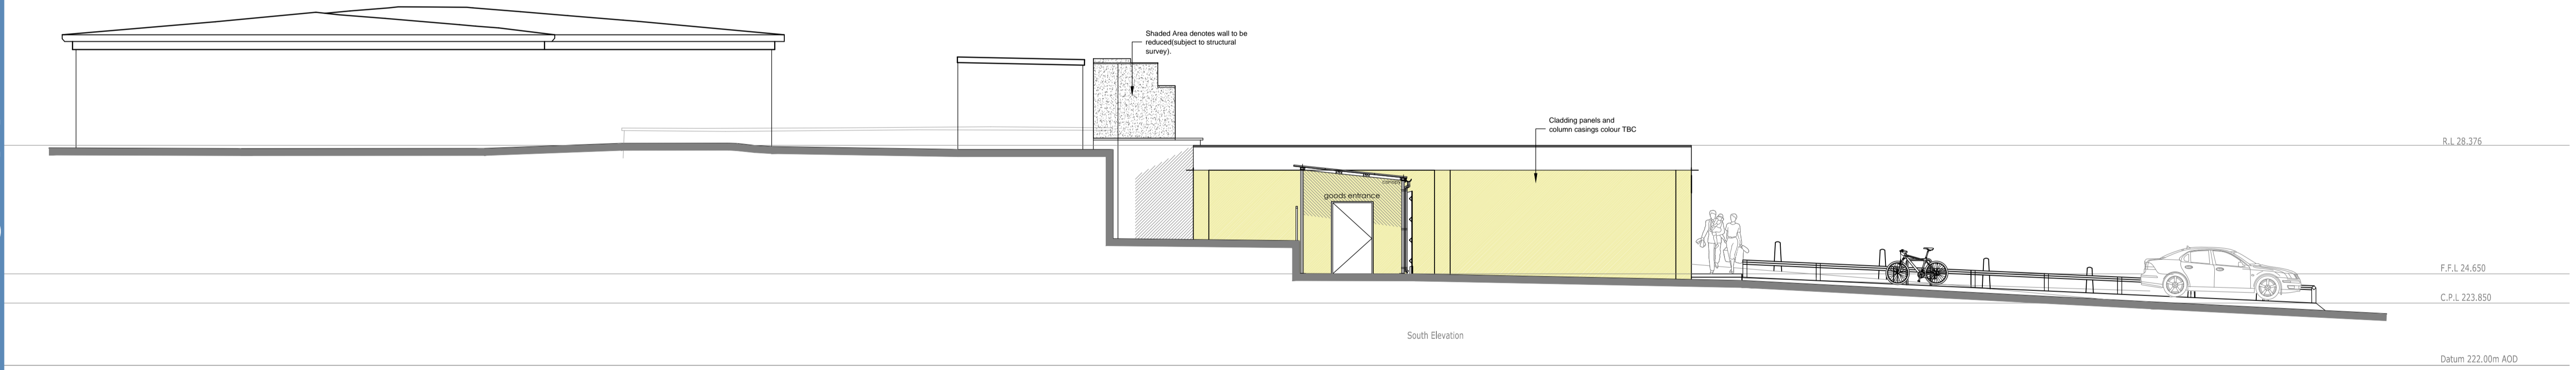 Shaded Area denotes wall to be
reduced(subject to structural
survey).
Cladding panels and
column casings colour TBC
R.L 28.376
canopy
goods entrance
F.F.L 24.650
C.P.L 223.850
South Elevation
Datum 222.00m AOD